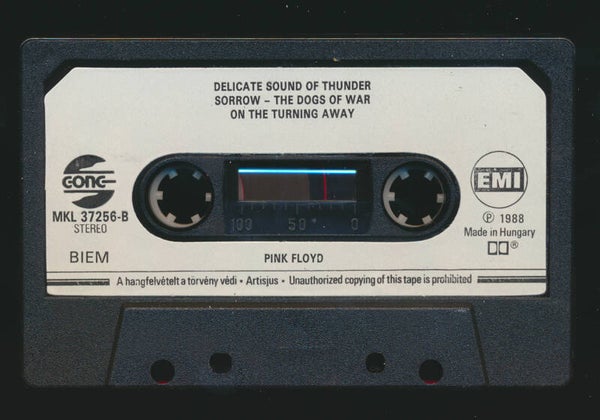 DELICATE SOUND OF THUNDER
SORROW – THE DOGS OF WAR
ON THE TURNING AWAY
GONG
MKL 37256-B
STEREO
BIEM
EMI
Ⓟ 1988
Made in Hungary
100 50 0
PINK FLOYD
A hangfelvételt a törvény védi • Artisjus • Unauthorized copying of this tape is prohibited